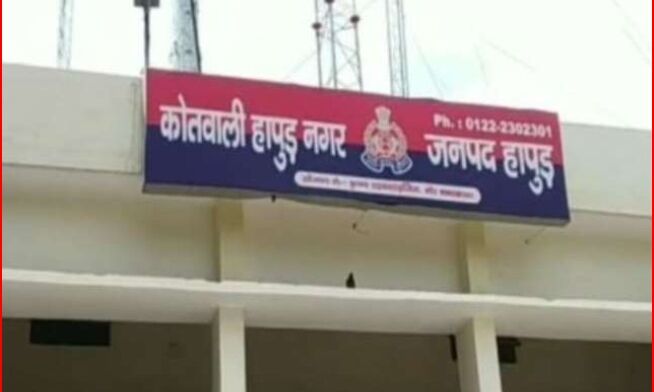 Ph. : 0122-2302301
कोतवाली हापुड़ नगर जनपद हापुड़